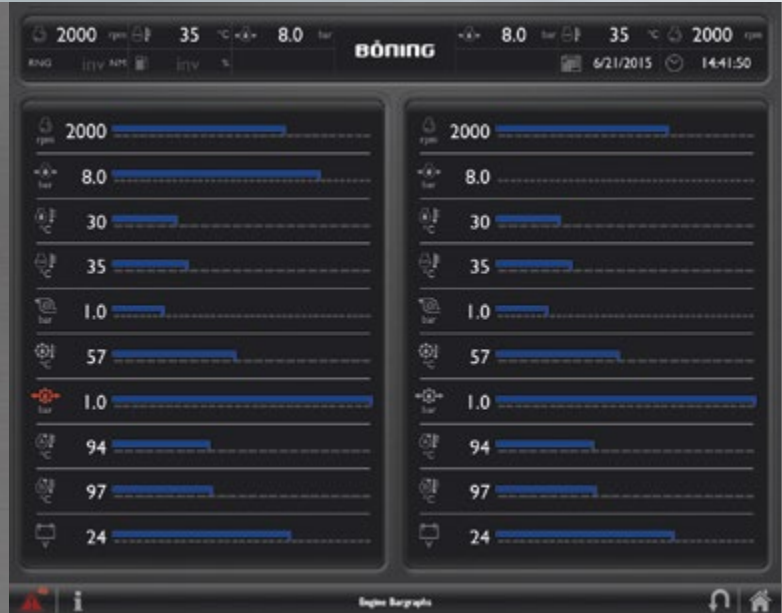 2000 rpm 35 °C 8.0 bar
BÖNING
8.0 bar 35 °C 2000 rpm
RNG inv NM inv %
6/21/2015 14:41:50
rpm 2000
bar 8.0
°C 30
°C 35
bar 1.0
°C 57
bar 1.0
°C 94
°C 97
V 24
rpm 2000
bar 8.0
°C 30
°C 35
bar 1.0
°C 57
bar 1.0
°C 94
°C 97
V 24
i
Engine Bargraphs